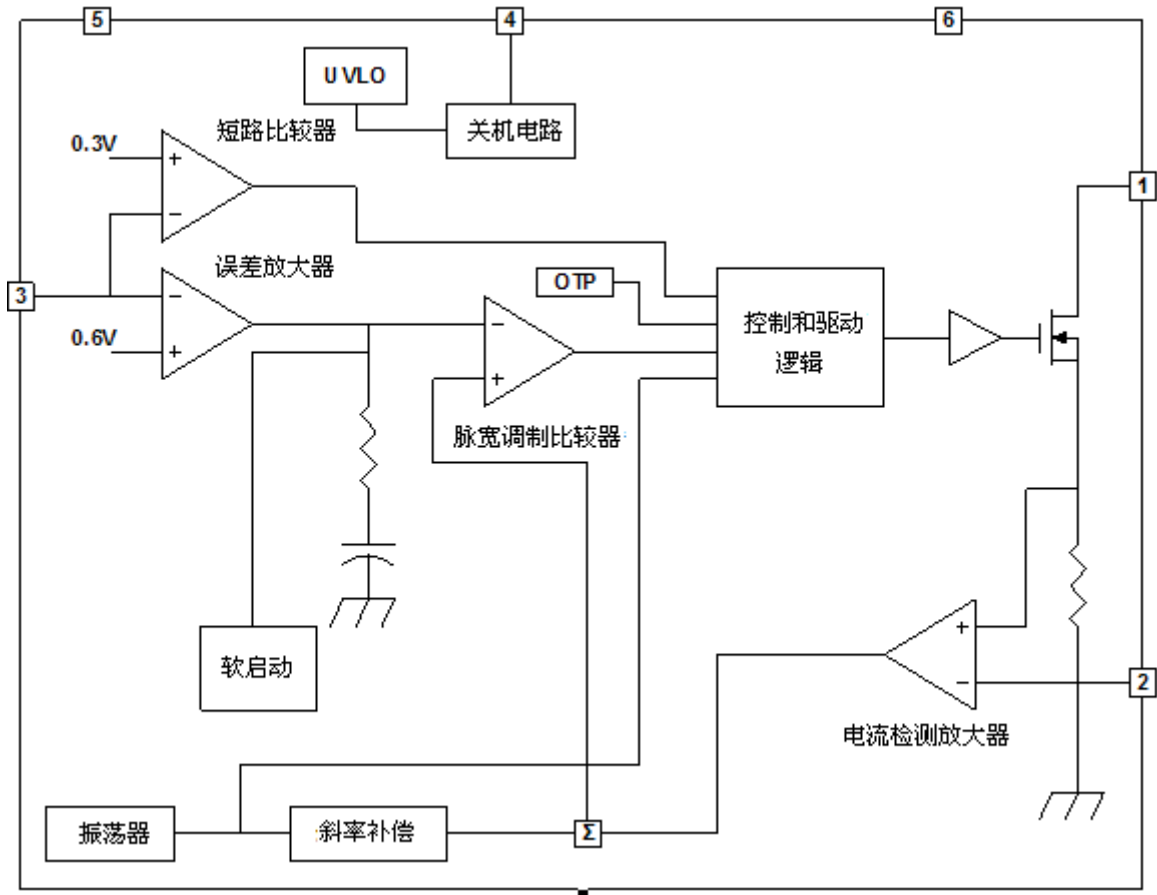 5
4
6
UVLO
短路比较器
关机电路
0.3V
+
−
1
误差放大器
3
−
OTP
0.6V
+
−
+
控制和驱动
逻辑
脉宽调制比较器
软启动
+
−
2
电流检测放大器
振荡器
斜率补偿
Σ